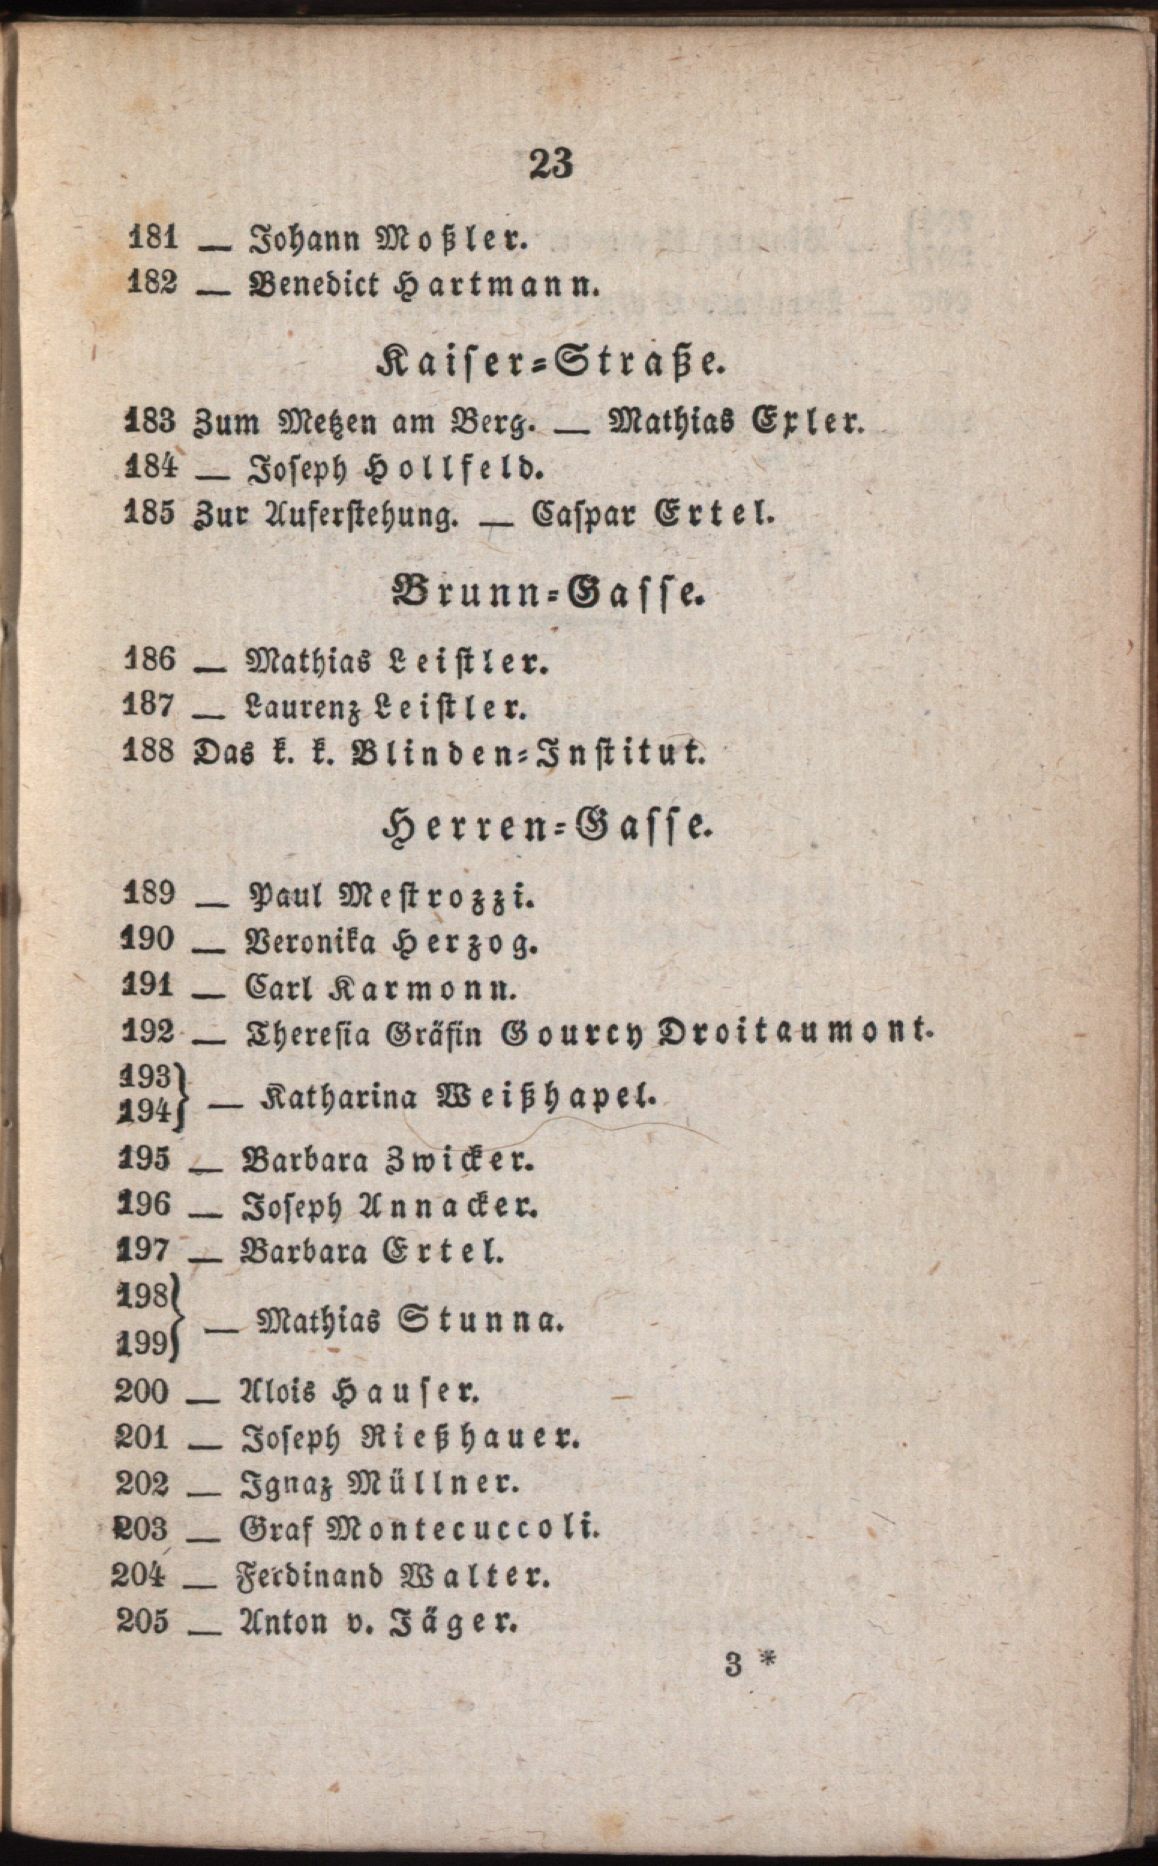 23
181 — Johann Moßler.
182 — Benedict Hartmann.
Kaiser=Straße.
183 Zum Metzen am Berg. — Mathias Exler.
184 — Joseph Hollfeld.
185 Zur Auferstehung. — Caspar Ertel.
Brunn=Gasse.
186 — Mathias Leistler.
187 — Laurenz Leistler.
188 Das k. k. Blinden=Institut.
Herren=Gasse.
189 — Paul Mestrozzi.
190 — Veronika Herzog.
191 — Carl Karmonn.
192 — Theresia Gräfin Gourcy Droitaumont.
193
194} — Katharina Weißhapel.
195 — Barbara Zwicker.
196 — Joseph Annacker.
197 — Barbara Ertel.
198
199} — Mathias Stunna.
200 — Alois Hauser.
201 — Joseph Rießhauer.
202 — Ignaz Müllner.
203 — Graf Montecuccoli.
204 — Ferdinand Walter.
205 — Anton v. Jäger.
3 *